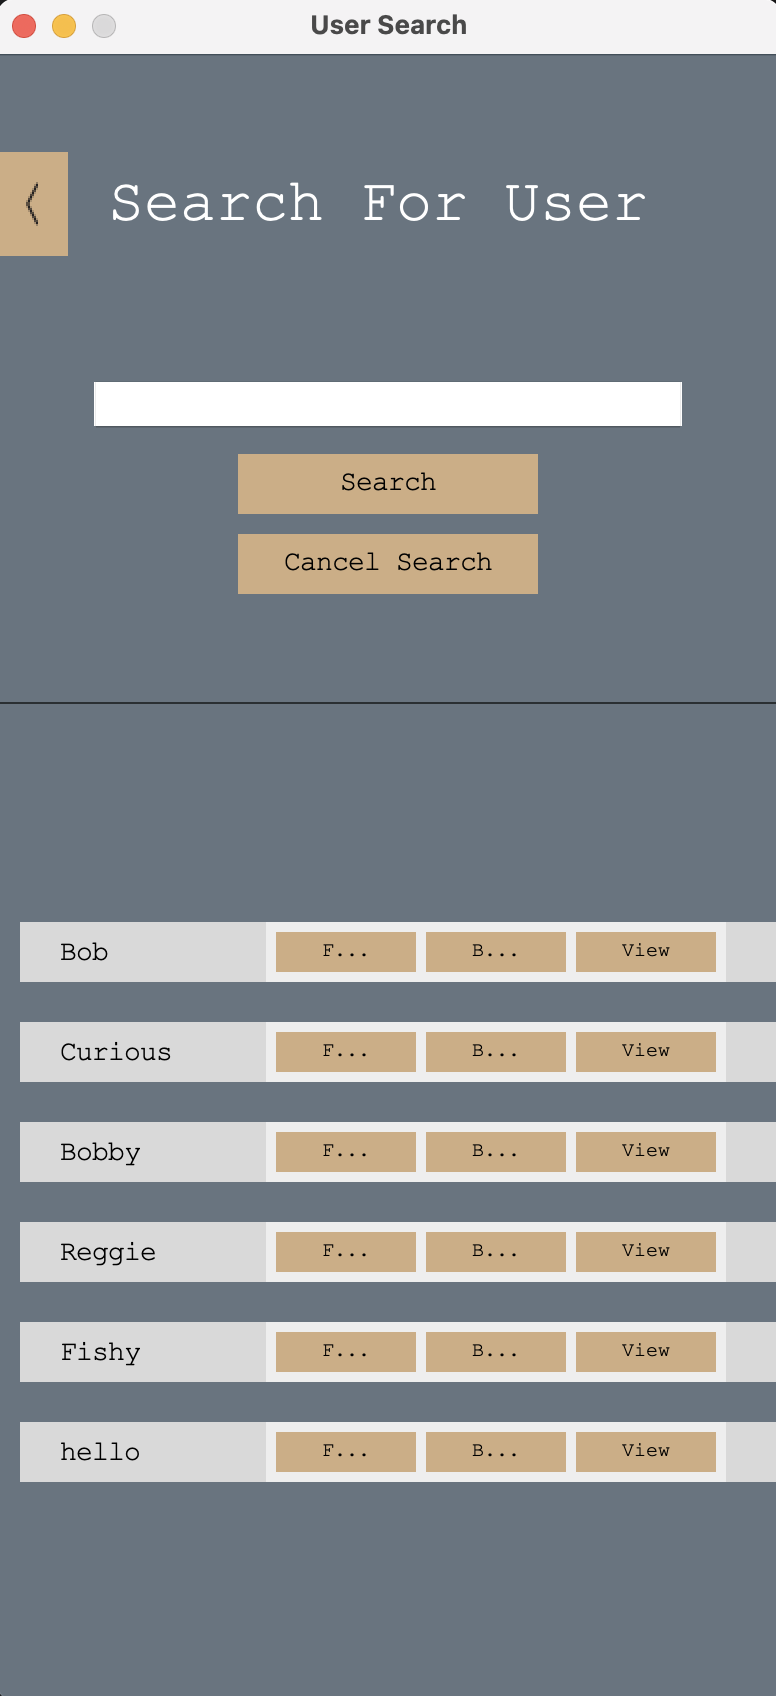 User Search
Search For User
Search
Cancel Search
Bob F... B... View
Curious F... B... View
Bobby F... B... View
Reggie F... B... View
Fishy F... B... View
hello F... B... View